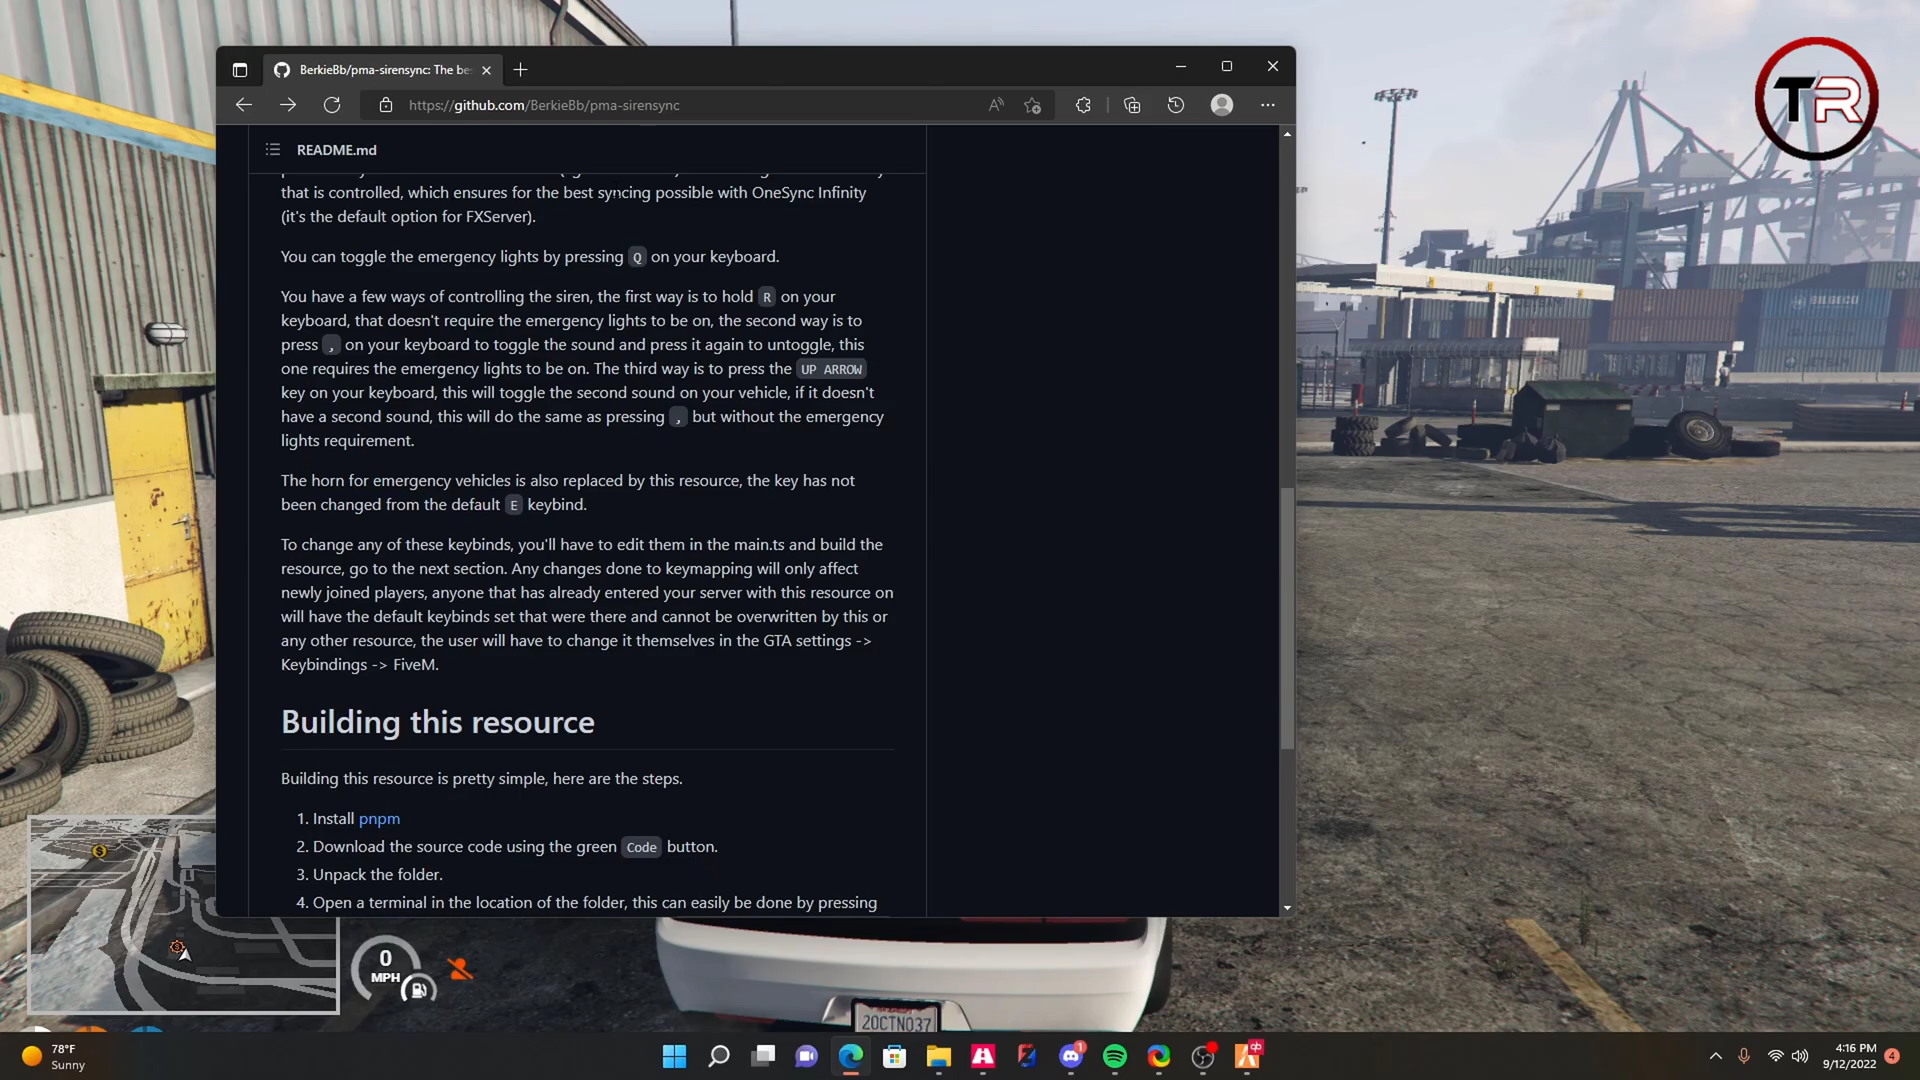 BerkieBb/pma-sirensync: The be
https://github.com/BerkieBb/pma-sirensync
README.md
that is controlled, which ensures for the best syncing possible with OneSync Infinity
(it's the default option for FXServer).
You can toggle the emergency lights by pressing Q on your keyboard.
You have a few ways of controlling the siren, the first way is to hold R on your
keyboard, that doesn't require the emergency lights to be on, the second way is to
press , on your keyboard to toggle the sound and press it again to untoggle, this
one requires the emergency lights to be on. The third way is to press the UP ARROW
key on your keyboard, this will toggle the second sound on your vehicle, if it doesn't
have a second sound, this will do the same as pressing , but without the emergency
lights requirement.
The horn for emergency vehicles is also replaced by this resource, the key has not
been changed from the default E keybind.
To change any of these keybinds, you'll have to edit them in the main.ts and build the
resource, go to the next section. Any changes done to keymapping will only affect
newly joined players, anyone that has already entered your server with this resource on
will have the default keybinds set that were there and cannot be overwritten by this or
any other resource, the user will have to change it themselves in the GTA settings ->
Keybindings -> FiveM.
Building this resource
Building this resource is pretty simple, here are the steps.
1. Install pnpm
2. Download the source code using the green Code button.
3. Unpack the folder.
4. Open a terminal in the location of the folder, this can easily be done by pressing
TR
0
MPH
20CTNO37
78°F
Sunny
1
4:16 PM
9/12/2022
4